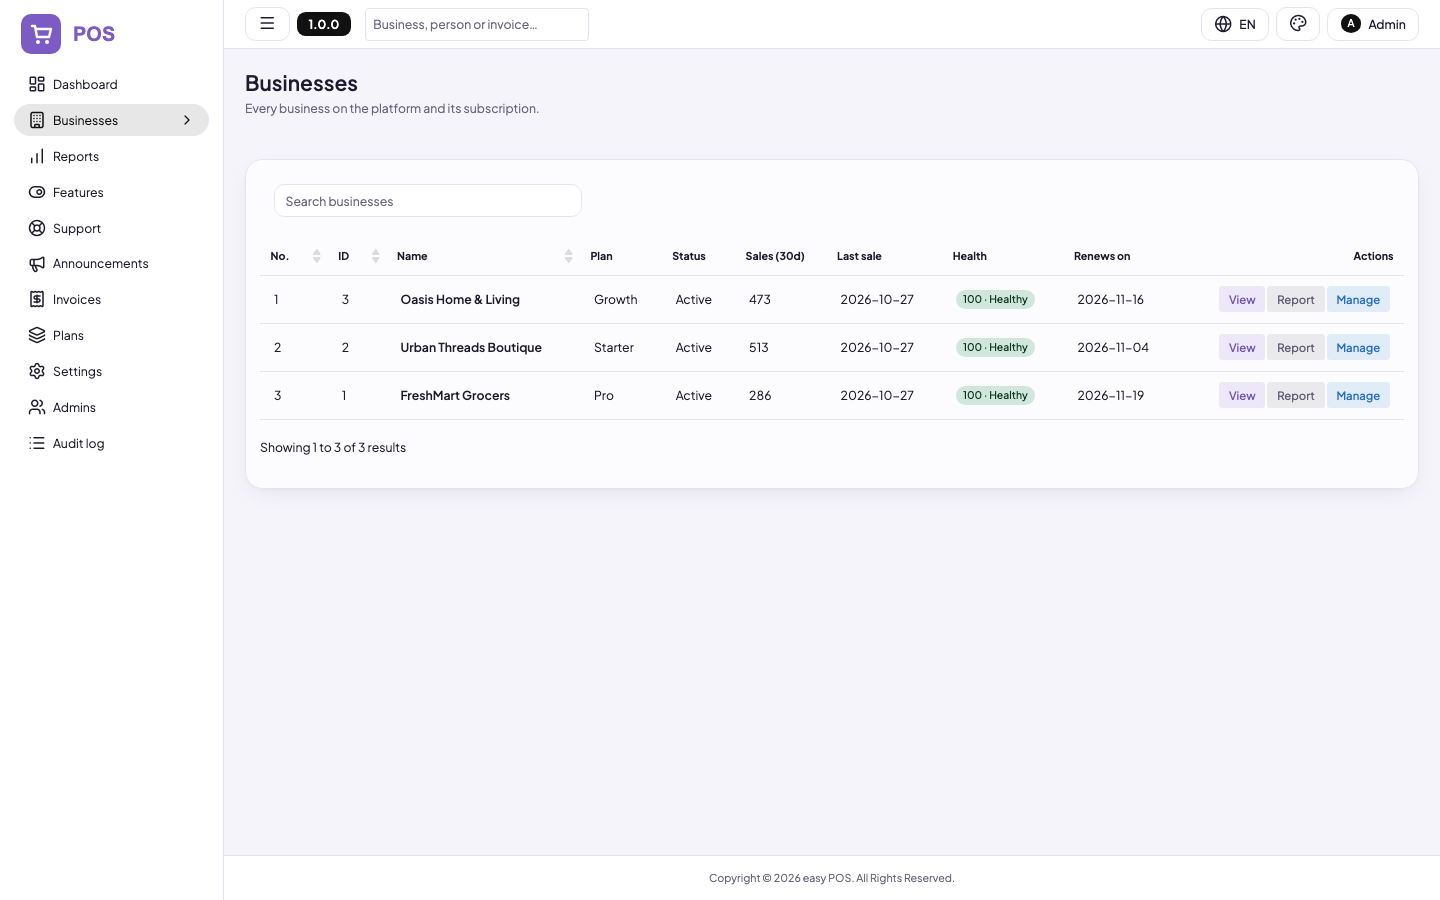 POS
1.0.0
Business, person or invoice...
EN
A
Admin
Dashboard
Businesses
Reports
Features
Support
Announcements
Invoices
Plans
Settings
Admins
Audit log
Businesses
Every business on the platform and its subscription.
Search businesses
No. ID Name Plan Status Sales (30d) Last sale Health Renews on Actions
1 3 Oasis Home & Living Growth Active 473 2026-10-27 100 · Healthy 2026-11-16 View Report Manage
2 2 Urban Threads Boutique Starter Active 513 2026-10-27 100 · Healthy 2026-11-04 View Report Manage
3 1 FreshMart Grocers Pro Active 286 2026-10-27 100 · Healthy 2026-11-19 View Report Manage
Showing 1 to 3 of 3 results
Copyright © 2026 easy POS. All Rights Reserved.